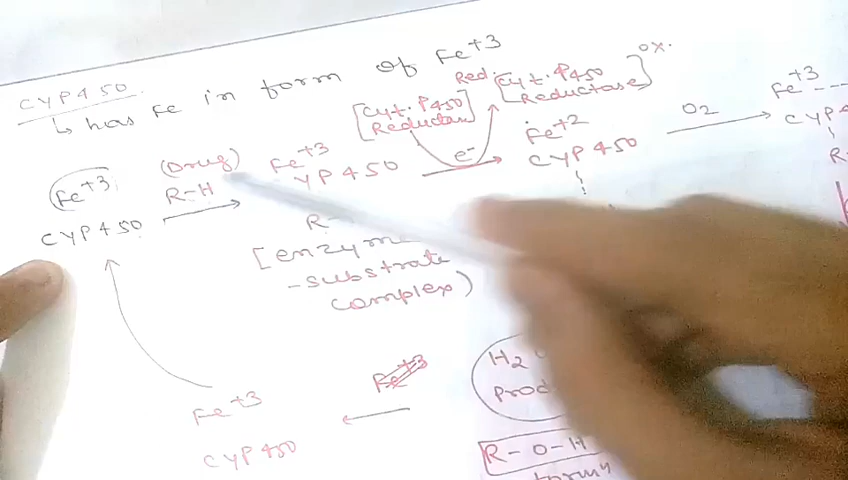 CYP450
↳ has Fe in form of Fe+3
[Cyt. P450
Reductase]
Red.
[Cyt. P450
Reductase]
ox.
Fe+3
CYP450
(Drug)
R-H
Fe+3
YP450
R-
[enzyme
-substrate
complex)
e-
Fe+2
CYP450
O2
Fe+3 ---
CYP4
R-
H2
prod
R-O-H
Fe+3
Fe+3
CYP450